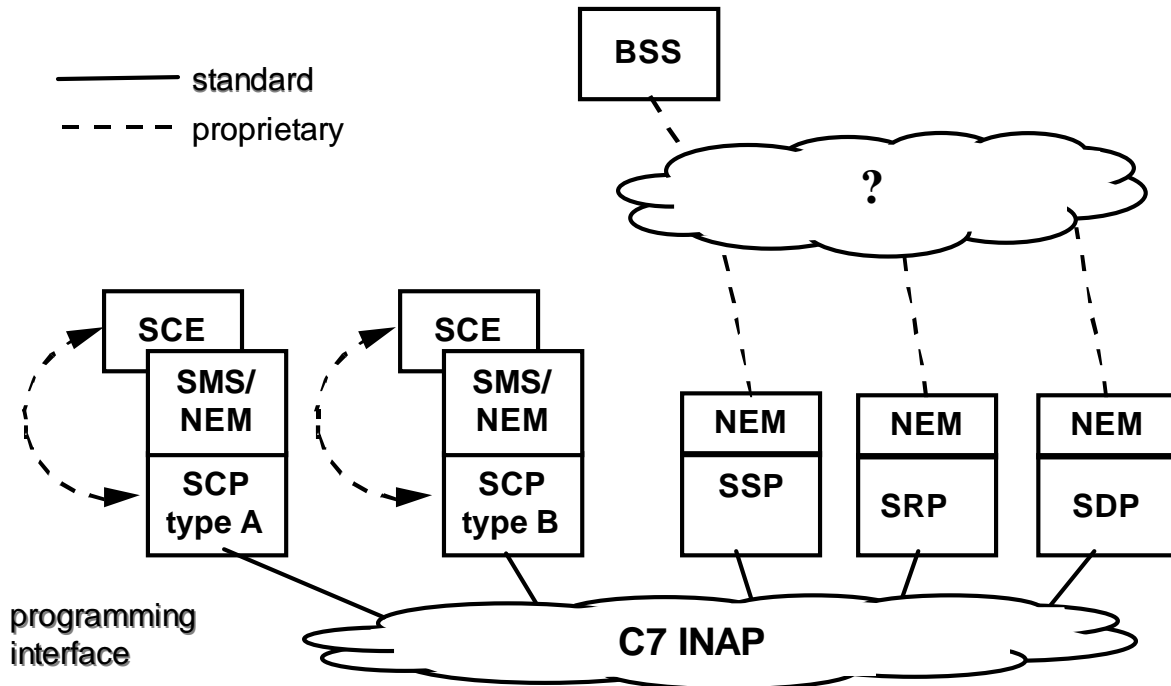 BSS
standard
proprietary
?
SCE
SMS/
NEM
SCP
type A
SCE
SMS/
NEM
SCP
type B
NEM
SSP
NEM
SRP
NEM
SDP
programming
interface
C7 INAP